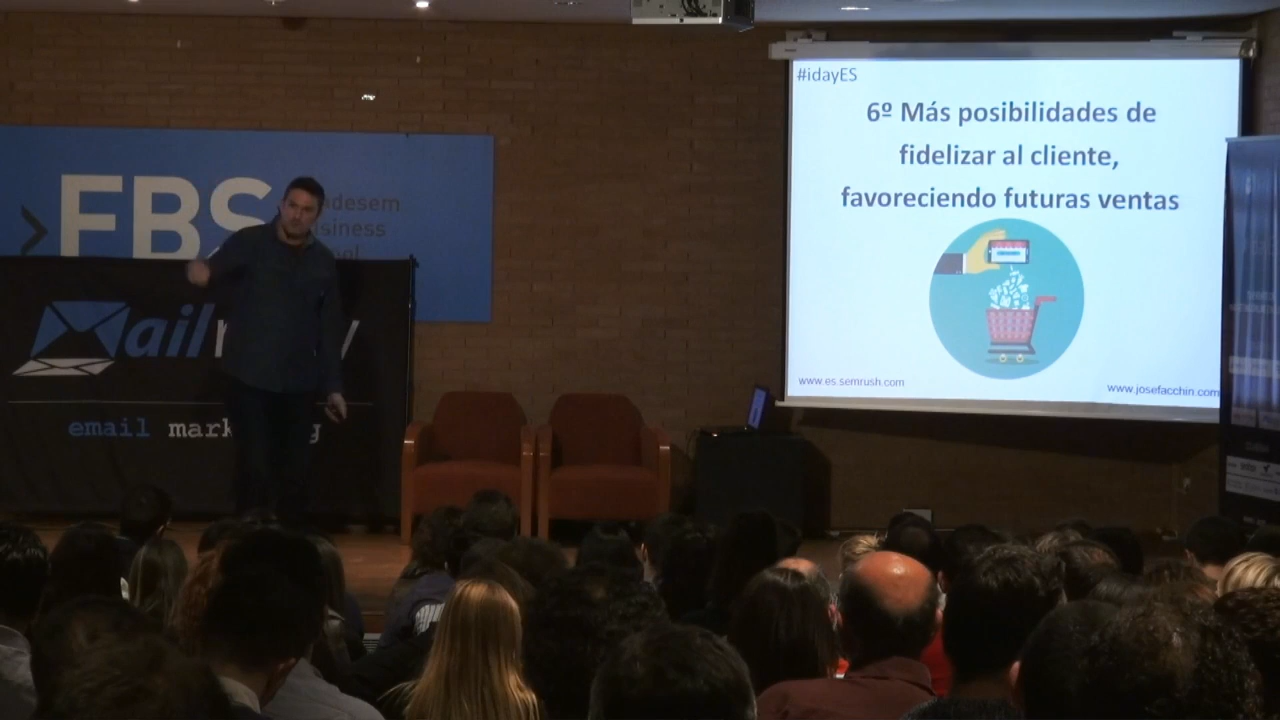 #idayES
6º Más posibilidades de
fidelizar al cliente,
favoreciendo futuras ventas
www.es.semrush.com
www.josefacchin.com
EBS
email